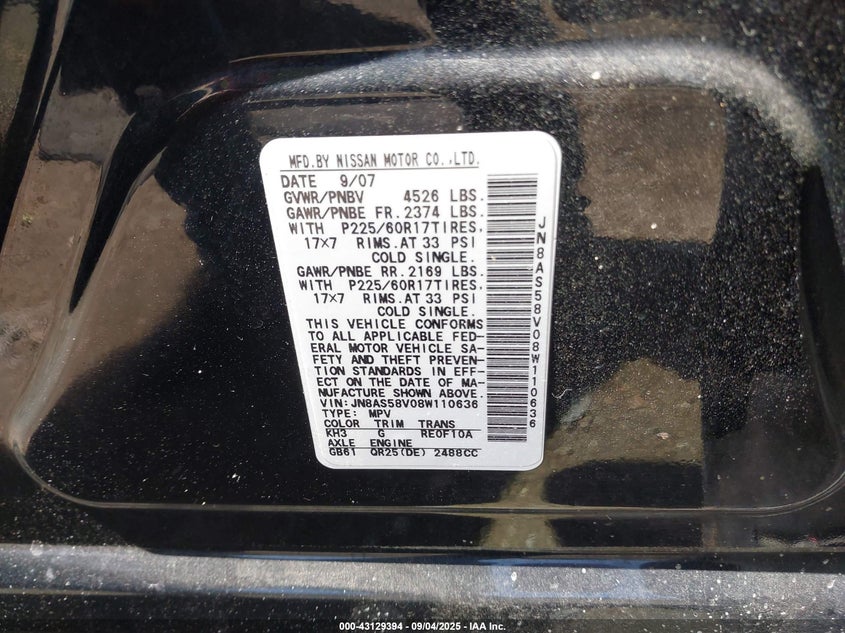 MFD.BY NISSAN MOTOR CO.,LTD.
DATE 9/07
GVWR/PNBV 4526 LBS.
GAWR/PNBE FR. 2374 LBS.
WITH P225/60R17TIRES,
17×7 RIMS.AT 33 PSI
COLD SINGLE.
GAWR/PNBE RR. 2169 LBS.
WITH P225/60R17TIRES,
17×7 RIMS.AT 33 PSI
COLD SINGLE.
THIS VEHICLE CONFORMS
TO ALL APPLICABLE FED-
ERAL MOTOR VEHICLE SA-
FETY AND THEFT PREVEN-
TION STANDARDS IN EFF-
ECT ON THE DATE OF MA-
NUFACTURE SHOWN ABOVE.
VIN:JN8AS58V08W110636
TYPE: MPV
COLOR TRIM TRANS
KH3 G RE0F10A
AXLE ENGINE
GB61 QR25(DE) 2488CC
JN8AS58V08W110636
000-43129394 - 09/04/2025 - IAA Inc.